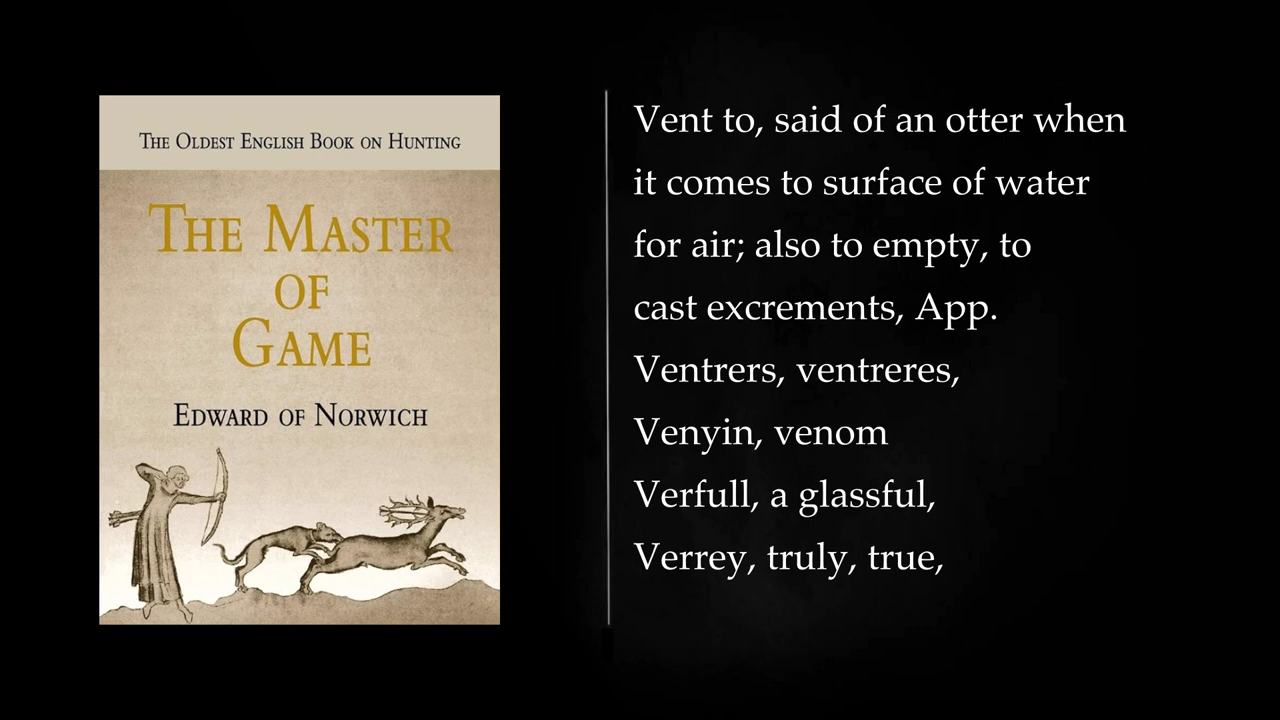 The Oldest English Book on Hunting
The Master
of
Game
Edward of Norwich
Vent to, said of an otter when
it comes to surface of water
for air; also to empty, to
cast excrements, App.
Ventrers, ventreres,
Venyin, venom
Verfull, a glassful,
Verrey, truly, true,